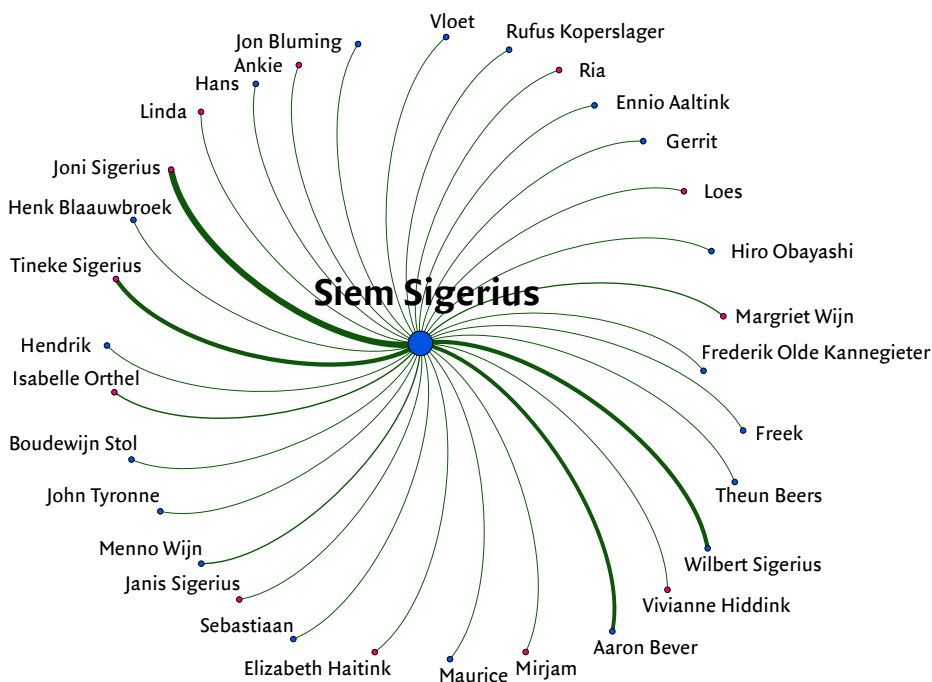 Vloet
Rufus Koperslager
Jon Bluming
Ankie
Ria
Hans
Ennio Aaltink
Linda
Gerrit
Joni Sigerius
Loes
Henk Blaauwbroek
Hiro Obayashi
Tineke Sigerius
Siem Sigerius
Margriet Wijn
Hendrik
Frederik Olde Kannegieter
Isabelle Orthel
Freek
Boudewijn Stol
Theun Beers
John Tyronne
Menno Wijn
Wilbert Sigerius
Janis Sigerius
Vivianne Hiddink
Sebastiaan
Aaron Bever
Elizabeth Haitink
Mirjam
Maurice